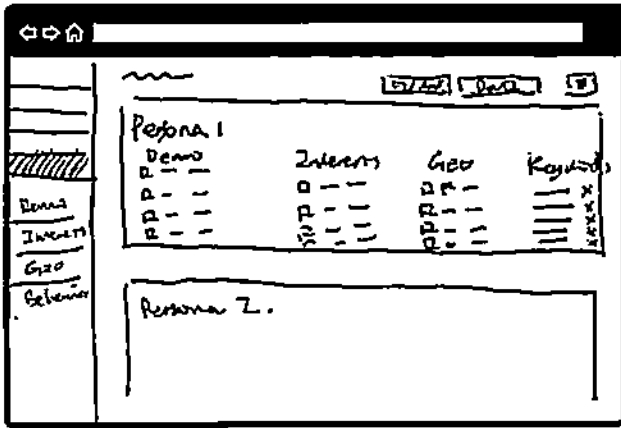 Persona 1
Demo Interests Geo Keywords
Demo
Interests
Geo
Behavior
Persona 2.